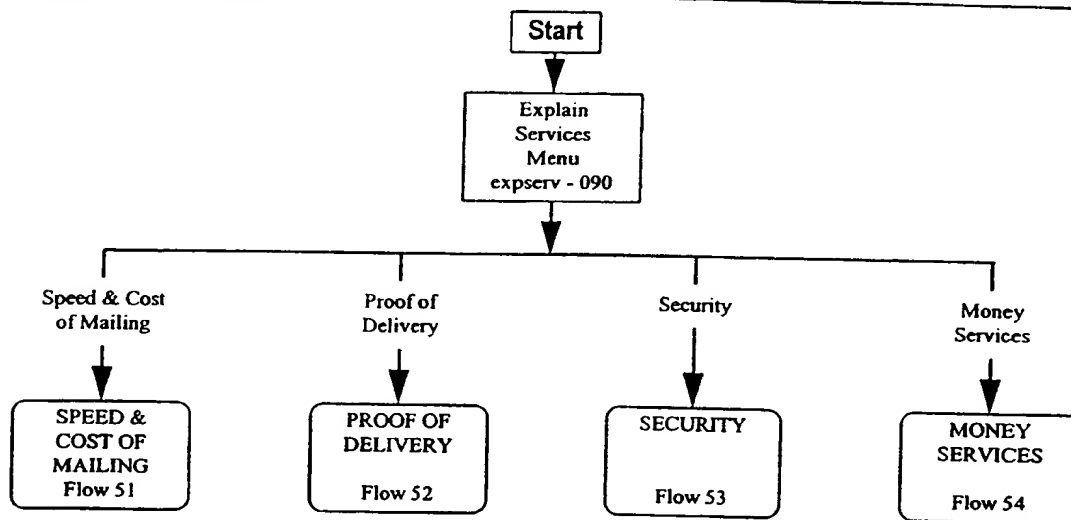 Start
Explain
Services
Menu
expserv - 090
Speed & Cost
of Mailing
Proof of
Delivery
Security
Money
Services
SPEED &
COST OF
MAILING
Flow 51
PROOF OF
DELIVERY
Flow 52
SECURITY
Flow 53
MONEY
SERVICES
Flow 54